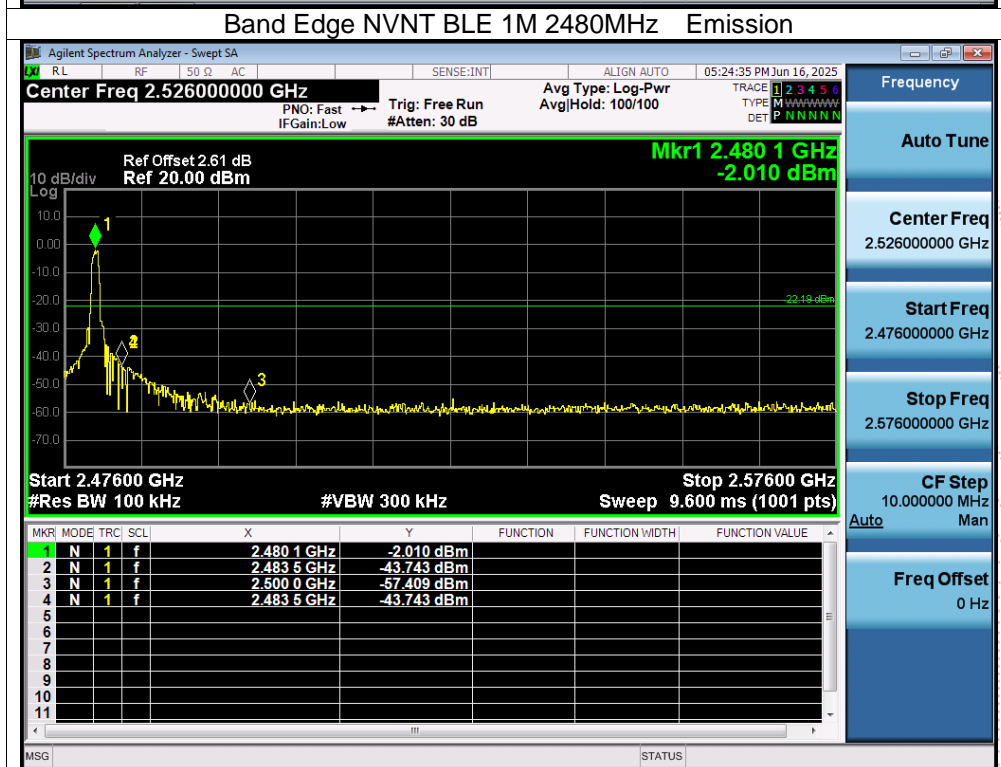 Band Edge NVNT BLE 1M 2480MHz Emission
Agilent Spectrum Analyzer - Swept SA
LXI RL RF 50 Ω AC SENSE:INT ALIGN AUTO 05:24:35 PM Jun 16, 2025
Center Freq 2.526000000 GHz
PNO: Fast
IFGain:Low
Trig: Free Run
#Atten: 30 dB
Avg Type: Log-Pwr
Avg|Hold: 100/100
TRACE 1 2 3 4 5 6
TYPE M WWWWW
DET P N N N N N
Frequency
Auto Tune
Center Freq
2.526000000 GHz
Start Freq
2.476000000 GHz
Stop Freq
2.576000000 GHz
CF Step
10.000000 MHz
Auto Man
Freq Offset
0 Hz
Ref Offset 2.61 dB
Ref 20.00 dBm
10 dB/div
Log
Mkr1 2.480 1 GHz
-2.010 dBm
10.0
0.00
-10.0
-20.0
-30.0
-40.0
-50.0
-60.0
-70.0
1
2
3
-22.19 dBm
Start 2.47600 GHz
Stop 2.57600 GHz
#Res BW 100 kHz
#VBW 300 kHz
Sweep 9.600 ms (1001 pts)
MKR MODE TRC SCL X Y FUNCTION FUNCTION WIDTH FUNCTION VALUE
1 N 1 f 2.480 1 GHz -2.010 dBm
2 N 1 f 2.483 5 GHz -43.743 dBm
3 N 1 f 2.500 0 GHz -57.409 dBm
4 N 1 f 2.483 5 GHz -43.743 dBm
5
6
7
8
9
10
11
MSG STATUS